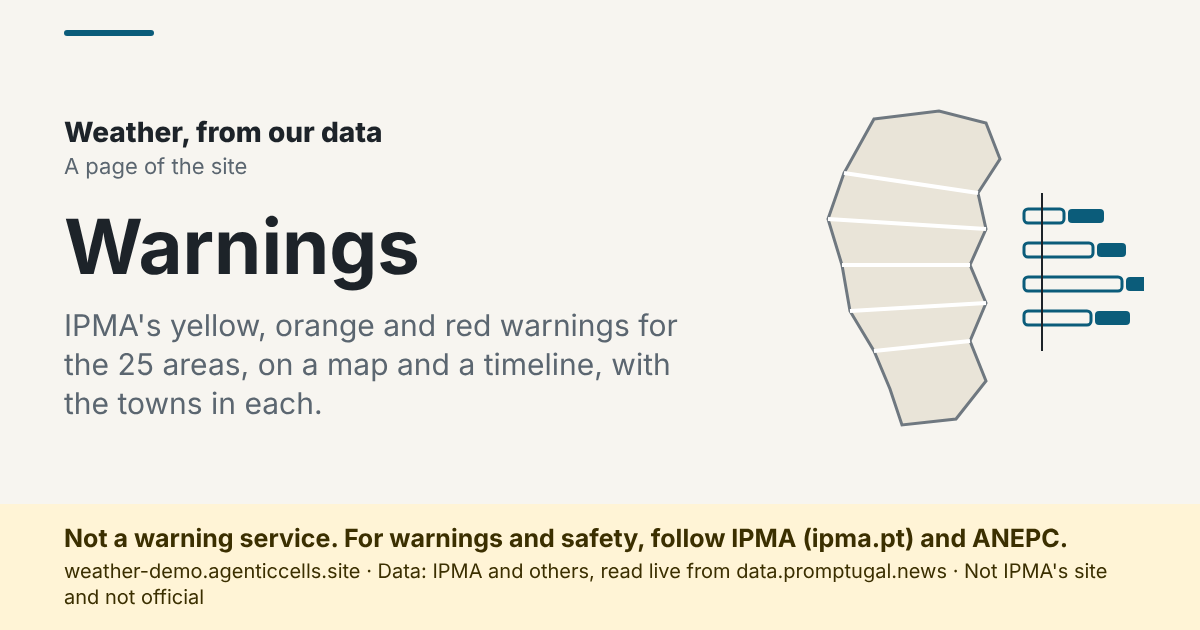 Weather, from our data
A page of the site
Warnings
IPMA's yellow, orange and red warnings for
the 25 areas, on a map and a timeline, with
the towns in each.
Not a warning service. For warnings and safety, follow IPMA (ipma.pt) and ANEPC.
weather-demo.agenticcells.site · Data: IPMA and others, read live from data.promptugal.news · Not IPMA's site
and not official